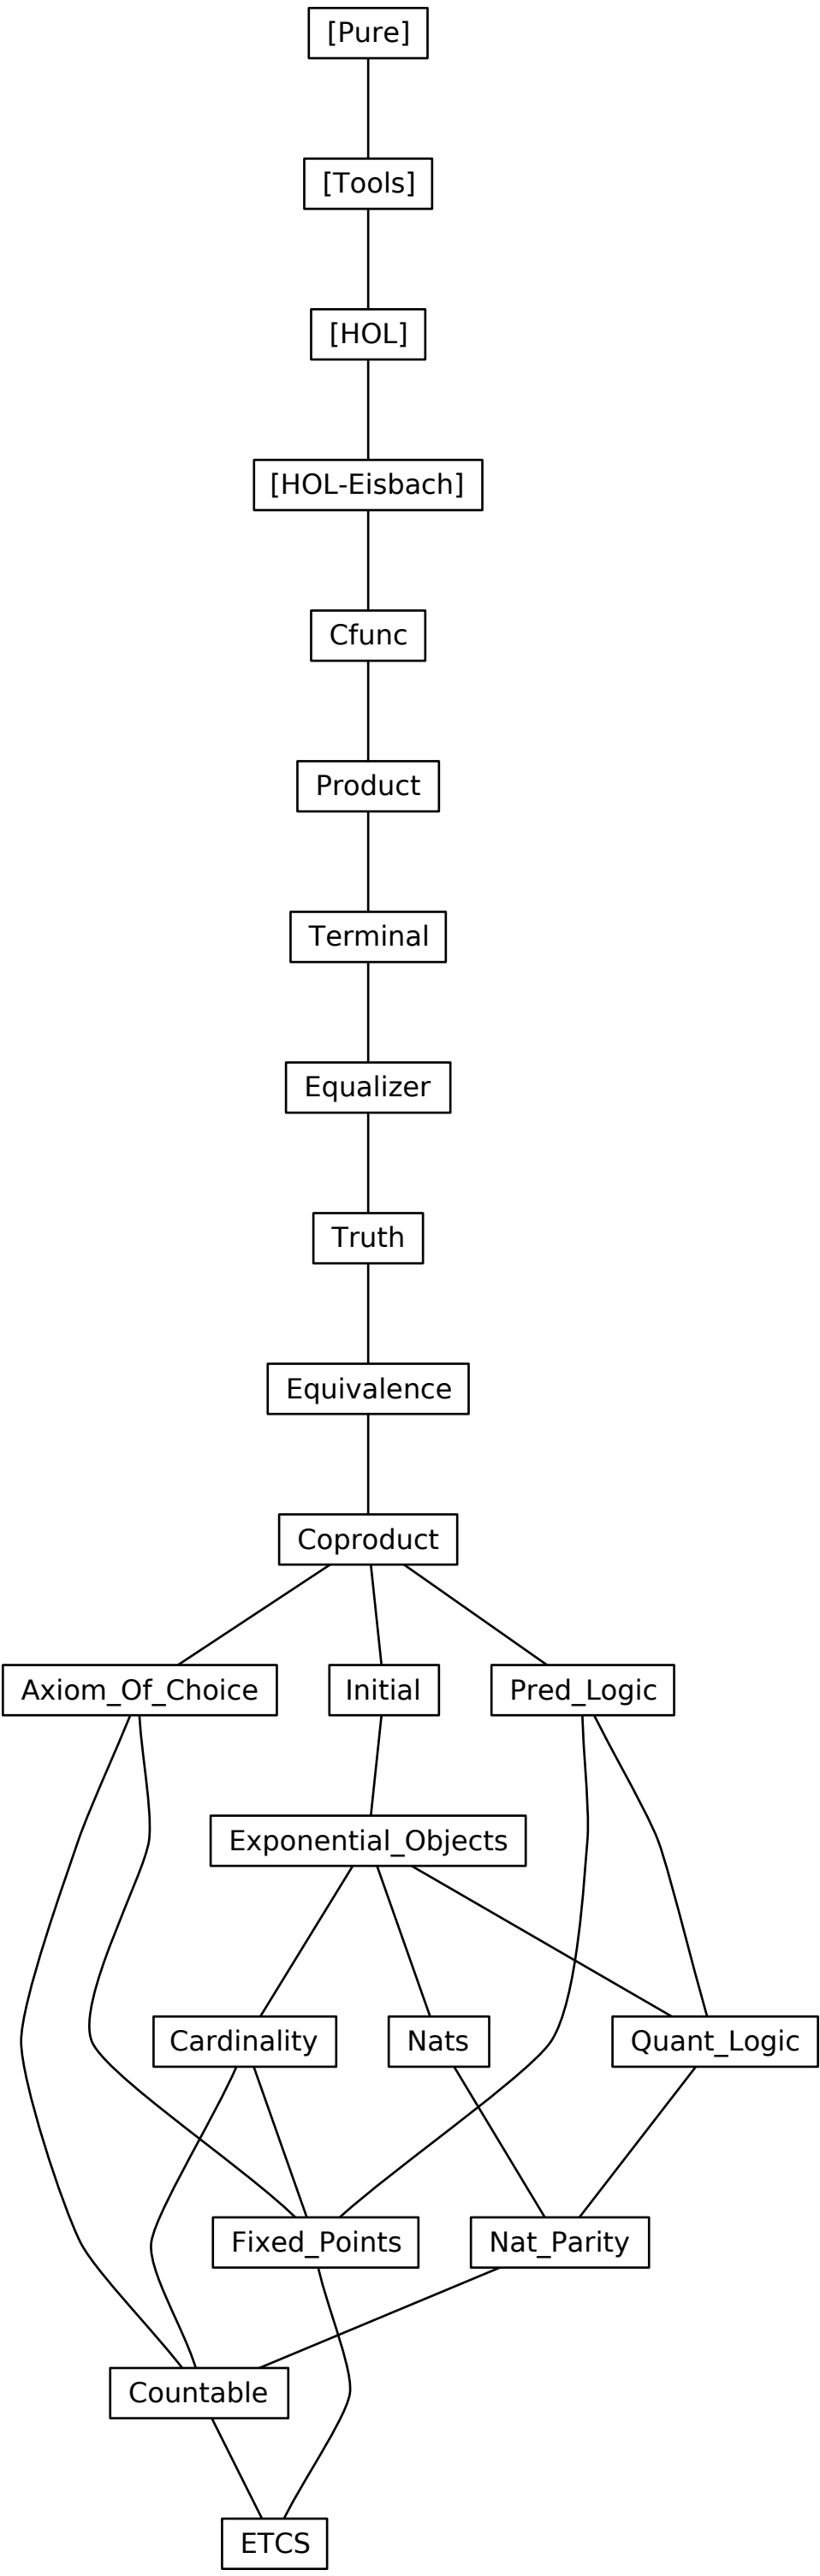 [Pure]
[Tools]
[HOL]
[HOL-Eisbach]
Cfunc
Product
Terminal
Equalizer
Truth
Equivalence
Coproduct
Axiom_Of_Choice
Initial
Pred_Logic
Exponential_Objects
Cardinality
Nats
Quant_Logic
Fixed_Points
Nat_Parity
Countable
ETCS